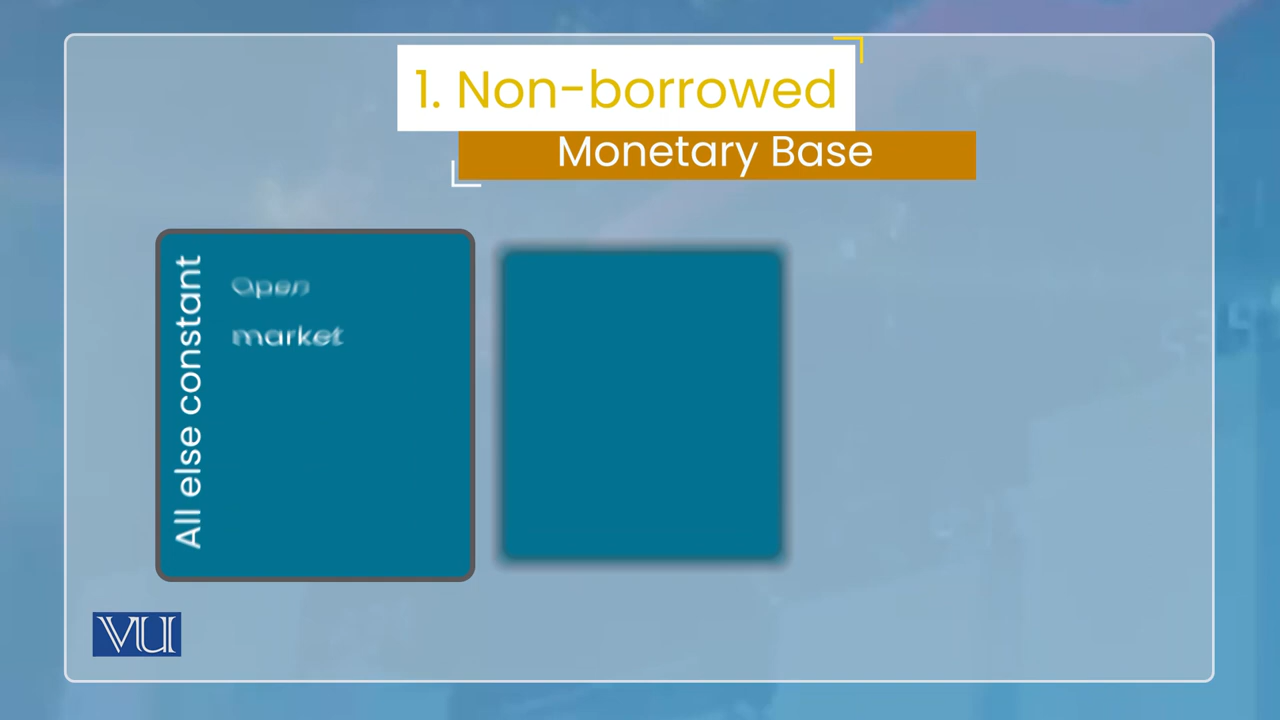 1. Non-borrowed
Monetary Base
All else constant
Open
market
VU